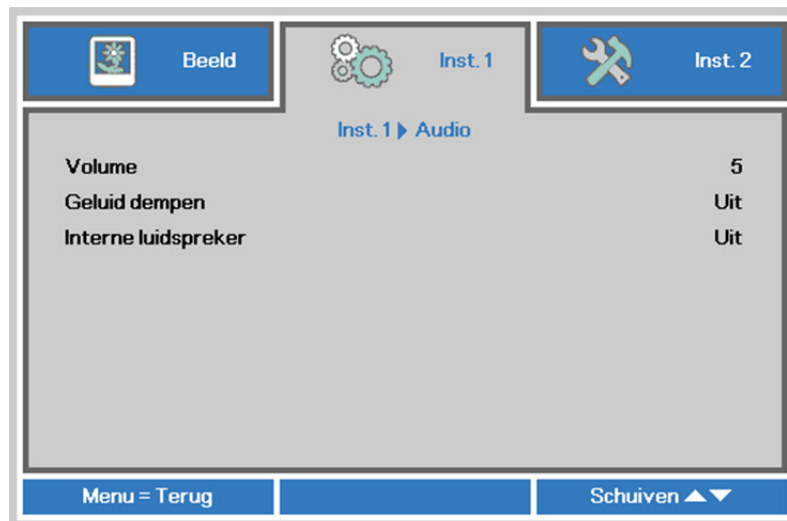 Beeld Inst. 1 Inst. 2
Inst. 1 Audio
Volume 5
Geluid dempen Uit
Interne luidspreker Uit
Menu = Terug Schuiven